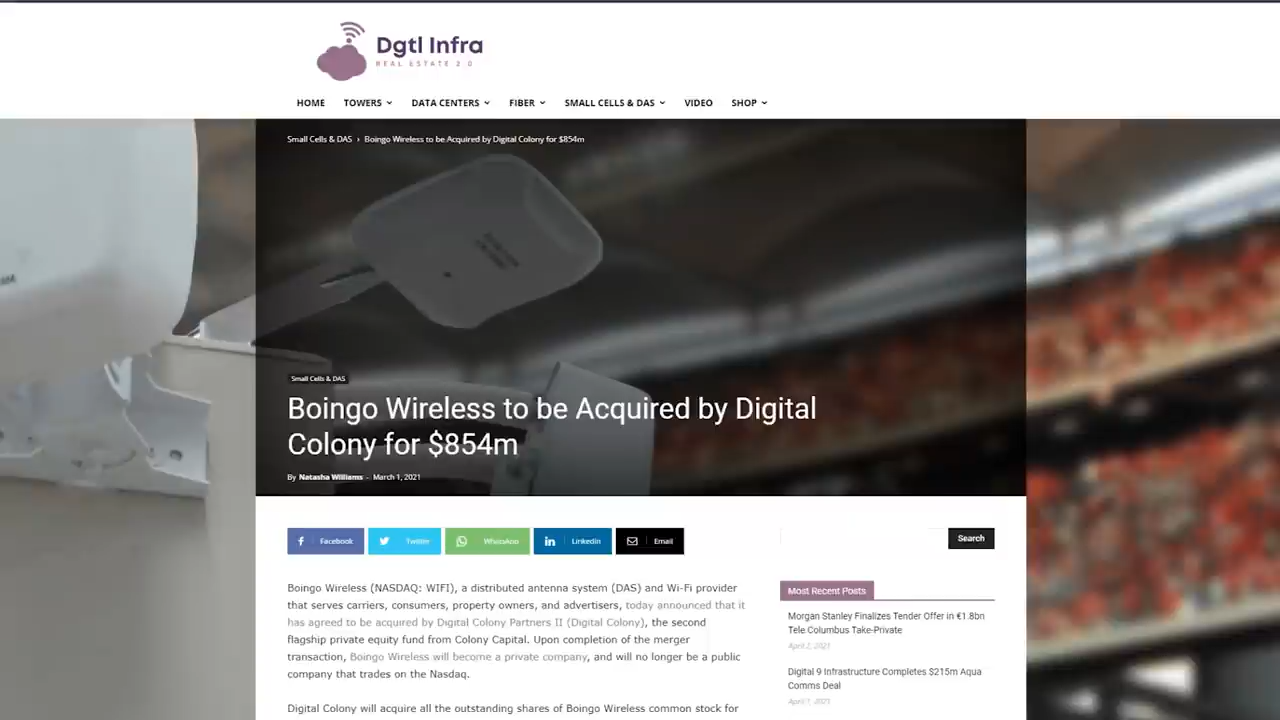 Dgtl Infra
REAL ESTATE 2.0
HOME TOWERS DATA CENTERS FIBER SMALL CELLS & DAS VIDEO SHOP
Small Cells & DAS › Boingo Wireless to be Acquired by Digital Colony for $854m
Small Cells & DAS
Boingo Wireless to be Acquired by Digital
Colony for $854m
By Natasha Williams - March 1, 2021
Facebook Twitter WhatsApp Linkedin Email
Search
Boingo Wireless (NASDAQ: WIFI), a distributed antenna system (DAS) and Wi-Fi provider
that serves carriers, consumers, property owners, and advertisers, today announced that it
has agreed to be acquired by Digital Colony Partners II (Digital Colony), the second
flagship private equity fund from Colony Capital. Upon completion of the merger
transaction, Boingo Wireless will become a private company, and will no longer be a public
company that trades on the Nasdaq.
Digital Colony will acquire all the outstanding shares of Boingo Wireless common stock for
Most Recent Posts
Morgan Stanley Finalizes Tender Offer in €1.8bn
Tele Columbus Take-Private
April 2, 2021
Digital 9 Infrastructure Completes $215m Aqua
Comms Deal
April 1, 2021